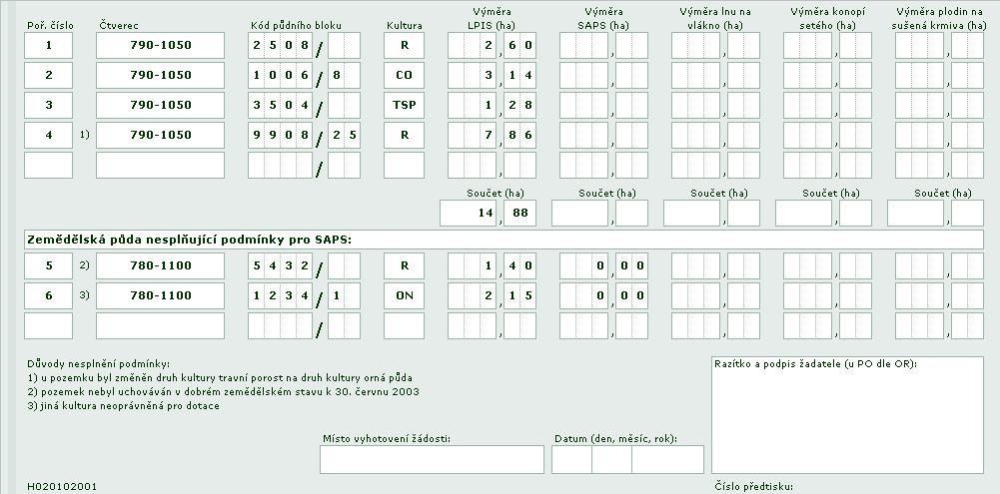 Poř. číslo Čtverec Kód půdního bloku Kultura Výměra LPIS (ha) Výměra SAPS (ha) Výměra lnu na vlákno (ha) Výměra konopí setého (ha) Výměra plodin na sušená krmiva (ha)
1 790-1050 2508/ R 2,60 , , , ,
2 790-1050 1006/8 CO 3,14 , , , ,
3 790-1050 3504/ TSP 1,28 , , , ,
4 1) 790-1050 9908/25 R 7,86 , , , ,
/ , , , , ,
Součet (ha) Součet (ha) Součet (ha) Součet (ha) Součet (ha)
14,88 , , , ,
Zemědělská půda nesplňující podmínky pro SAPS:
5 2) 780-1100 5432/ R 1,40 0,00 , , ,
6 3) 780-1100 1234/1 ON 2,15 0,00 , , ,
/ , , , , ,
Důvody nesplnění podmínky:
1) u pozemku byl změněn druh kultury travní porost na druh kultury orná půda
2) pozemek nebyl uchováván v dobrém zemědělském stavu k 30. červnu 2003
3) jiná kultura neoprávněná pro dotace
Razítko a podpis žadatele (u PO dle OR):
Místo vyhotovení žádosti: Datum (den, měsíc, rok):
H020102001 Číslo předtisku: